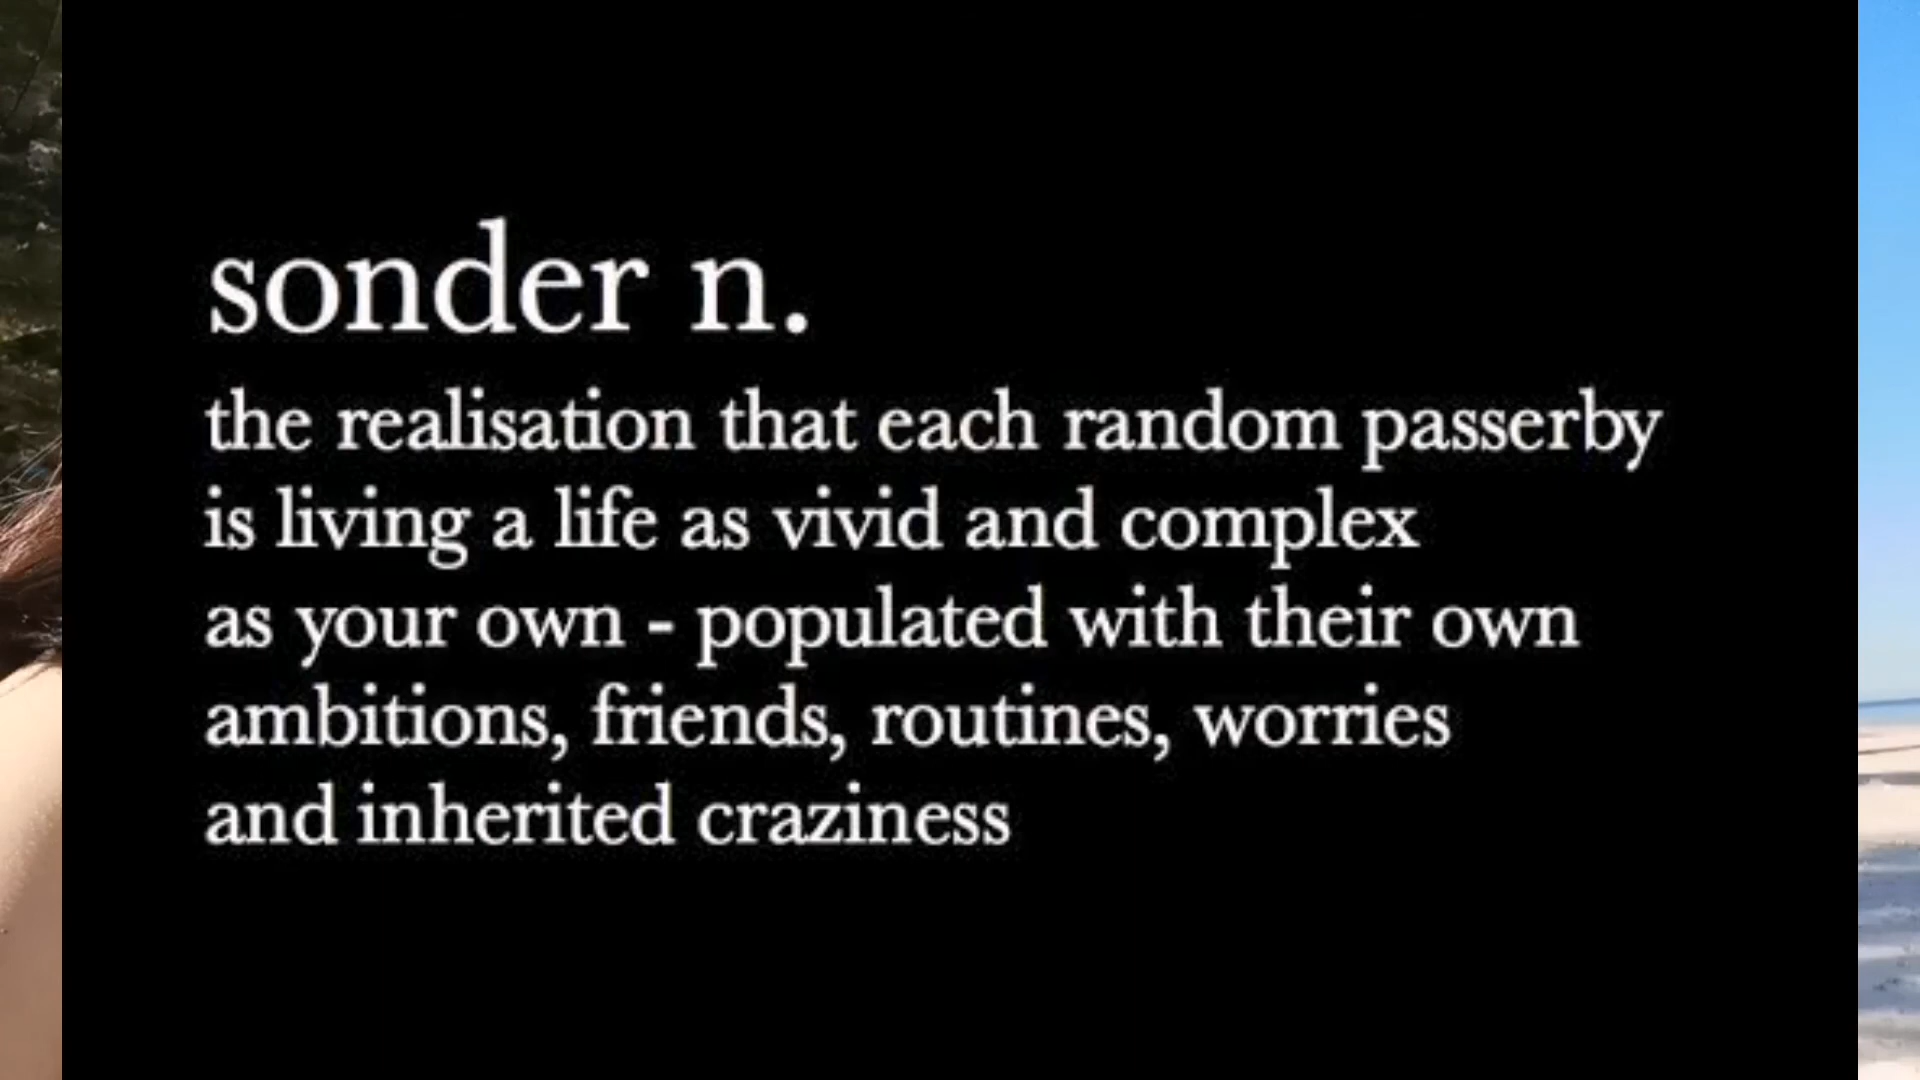 sonder n.
the realisation that each random passerby
is living a life as vivid and complex
as your own - populated with their own
ambitions, friends, routines, worries
and inherited craziness